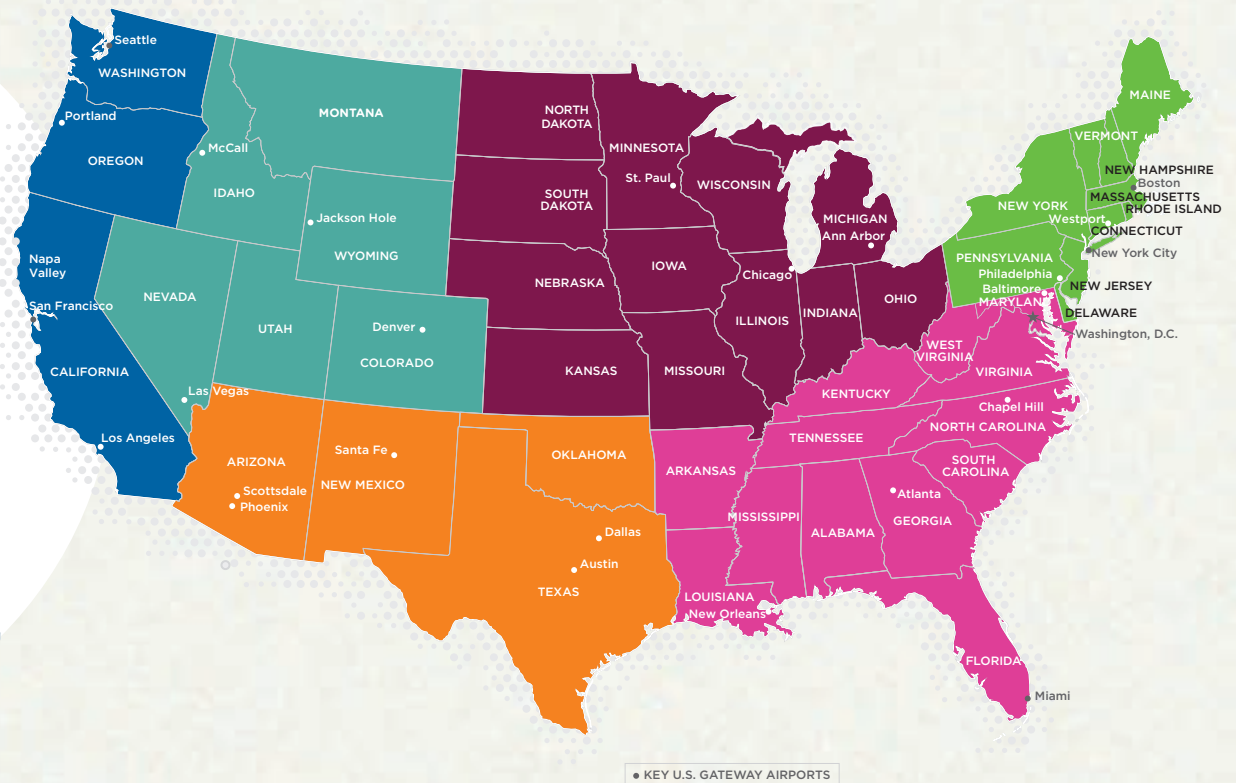 Seattle
WASHINGTON
Portland
OREGON
McCall
IDAHO
MONTANA
Jackson Hole
WYOMING
Napa
Valley
San Francisco
NEVADA
UTAH
Denver
COLORADO
CALIFORNIA
Las Vegas
Los Angeles
ARIZONA
Scottsdale
Phoenix
Santa Fe
NEW MEXICO
OKLAHOMA
Dallas
Austin
TEXAS
NORTH
DAKOTA
SOUTH
DAKOTA
NEBRASKA
KANSAS
MINNESOTA
St. Paul
WISCONSIN
IOWA
MISSOURI
Chicago
ILLINOIS
MICHIGAN
Ann Arbor
INDIANA
OHIO
MAINE
VERMONT
NEW HAMPSHIRE
Boston
MASSACHUSETTS
RHODE ISLAND
NEW YORK
Westport
CONNECTICUT
New York City
PENNSYLVANIA
Philadelphia
Baltimore
NEW JERSEY
MARYLAN
DELAWARE
Washington, D.C.
WEST
VIRGINIA
VIRGINIA
KENTUCKY
Chapel Hill
NORTH CAROLINA
TENNESSEE
SOUTH
CAROLINA
ARKANSAS
Atlanta
GEORGIA
MISSISSIPPI
ALABAMA
LOUISIANA
New Orleans
FLORIDA
Miami
KEY U.S. GATEWAY AIRPORTS